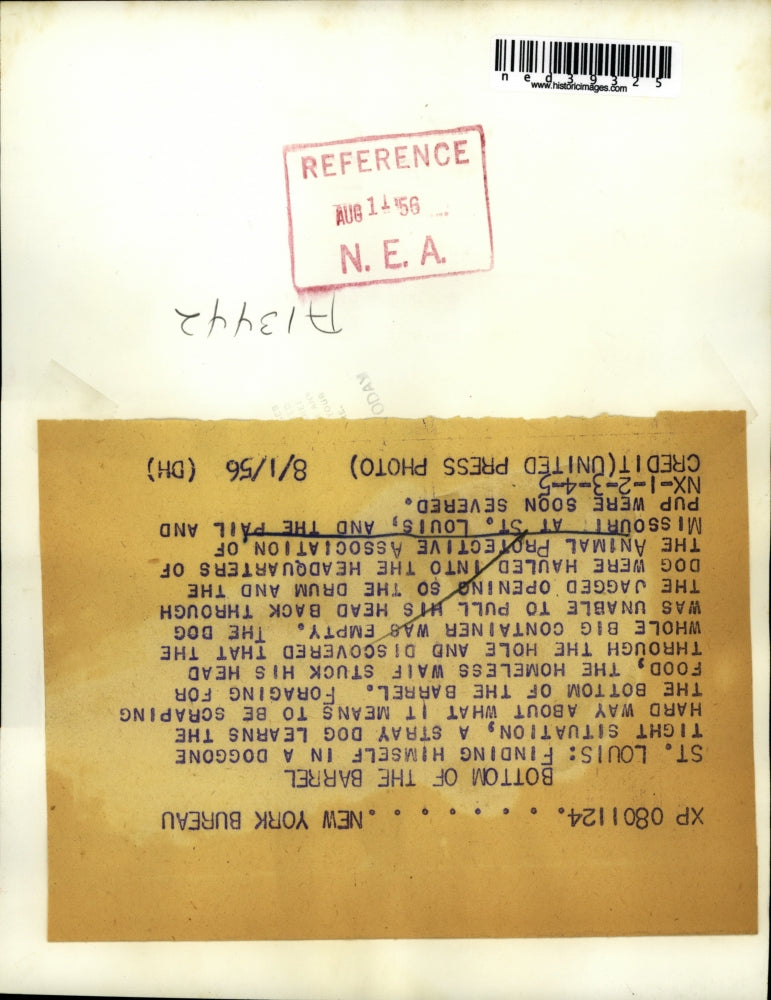 ned39325
www.historicimages.com
REFERENCE
AUG 11 '56
N. E. A.
A13442
ODAY
XP 0801124. . . . . . . . .NEW YORK BUREAU
BOTTOM OF THE BARREL
ST. LOUIS: FINDING HIMSELF IN A DOGGONE
TIGHT SITUATION, A STRAY DOG LEARNS THE
HARD WAY ABOUT WHAT IT MEANS TO BE SCRAPING
THE BOTTOM OF THE BARREL. FORAGING FOR
FOOD, THE HOMELESS WAIF STUCK HIS HEAD
THROUGH THE HOLE AND DISCOVERED THAT THE
WHOLE BIG CONTAINER WAS EMPTY. THE DOG
WAS UNABLE TO PULL HIS HEAD BACK THROUGH
THE JAGGED OPENING SO THE DRUM AND THE
DOG WERE HAULED INTO THE HEADQUARTERS OF
THE ANIMAL PROTECTIVE ASSOCIATION OF
MISSOURI AT ST. LOUIS, AND THE PAIL AND
PUP WERE SOON SEVERED.
NX-1-2-3-4-5
CREDIT(UNITED PRESS PHOTO) 8/1/56 (DH)